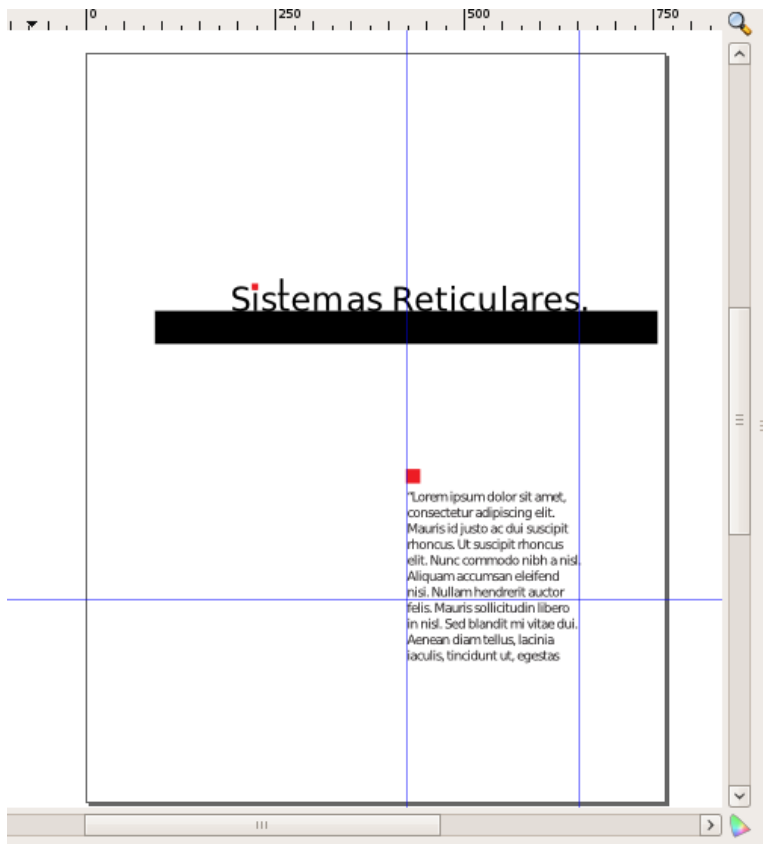 0 250 500 750
Sistemas Reticulares.
"Lorem ipsum dolor sit amet,
consectetur adipiscing elit.
Mauris id justo ac dui suscipit
rhoncus. Ut suscipit rhoncus
elit. Nunc commodo nibh a nisl.
Aliquam accumsan eleifend
nisi. Nullam hendrerit auctor
felis. Mauris sollicitudin libero
in nisl. Sed blandit mi vitae dui.
Aenean diam tellus, lacinia
iaculis, tincidunt ut, egestas